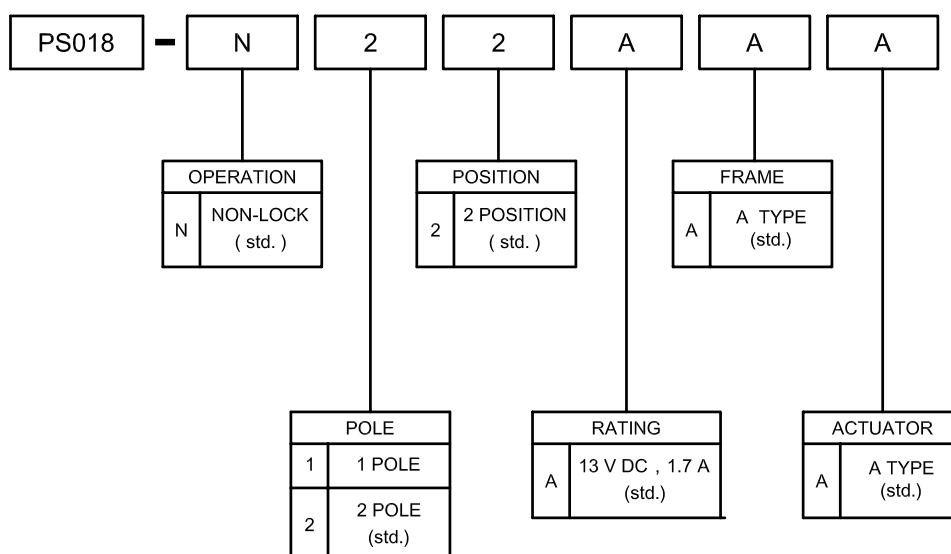 PS018 - N 2 2 A A A
OPERATION
N NON-LOCK
( std. )
POSITION
2 2 POSITION
( std. )
FRAME
A A TYPE
(std.)
POLE
1 1 POLE
2 2 POLE
(std.)
RATING
A 13 V DC , 1.7 A
(std.)
ACTUATOR
A A TYPE
(std.)